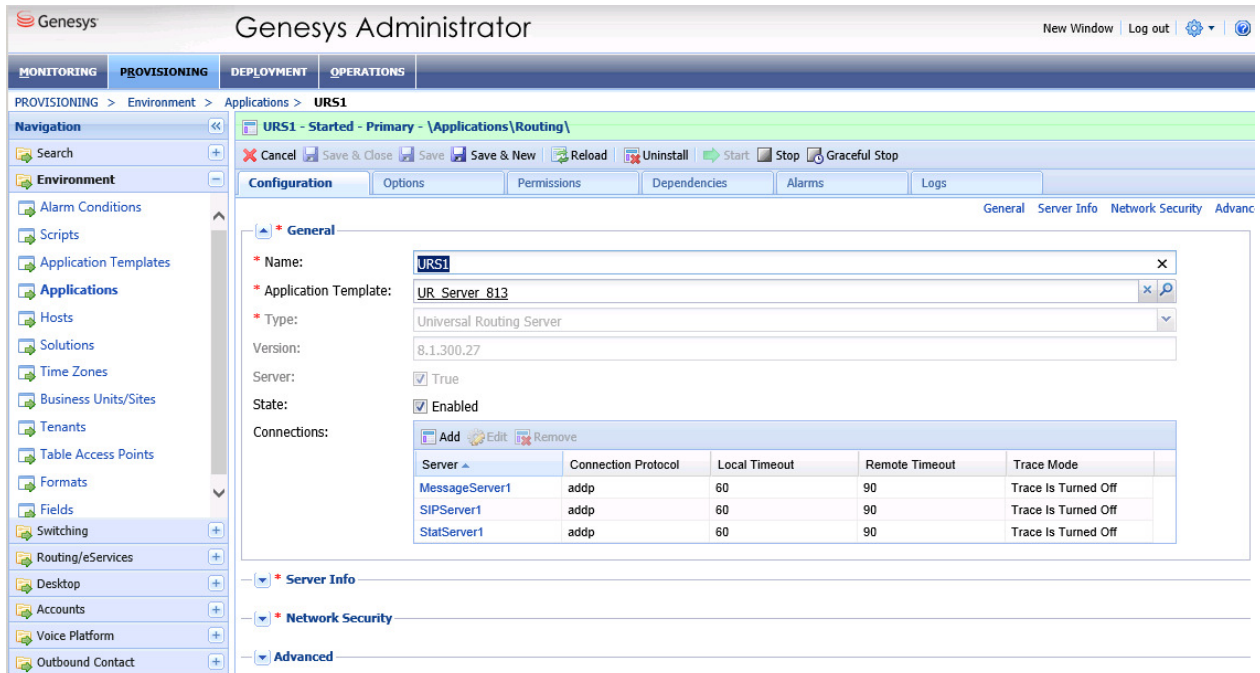 Genesys
Genesys Administrator
New Window | Log out
MONITORING PROVISIONING DEPLOYMENT OPERATIONS
PROVISIONING > Environment > Applications > URS1
Navigation
Search
Environment
Alarm Conditions
Scripts
Application Templates
Applications
Hosts
Solutions
Time Zones
Business Units/Sites
Tenants
Table Access Points
Formats
Fields
Switching
Routing/eServices
Desktop
Accounts
Voice Platform
Outbound Contact
URS1 - Started - Primary - \Applications\Routing\
Cancel Save & Close Save Save & New Reload Uninstall Start Stop Graceful Stop
Configuration Options Permissions Dependencies Alarms Logs
General Server Info Network Security Advanc
* General
* Name: URS1
* Application Template: UR_Server_813
* Type: Universal Routing Server
Version: 8.1.300.27
Server: True
State: Enabled
Connections: Add Edit Remove
Server Connection Protocol Local Timeout Remote Timeout Trace Mode
MessageServer1 addp 60 90 Trace Is Turned Off
SIPServer1 addp 60 90 Trace Is Turned Off
StatServer1 addp 60 90 Trace Is Turned Off
* Server Info
* Network Security
Advanced